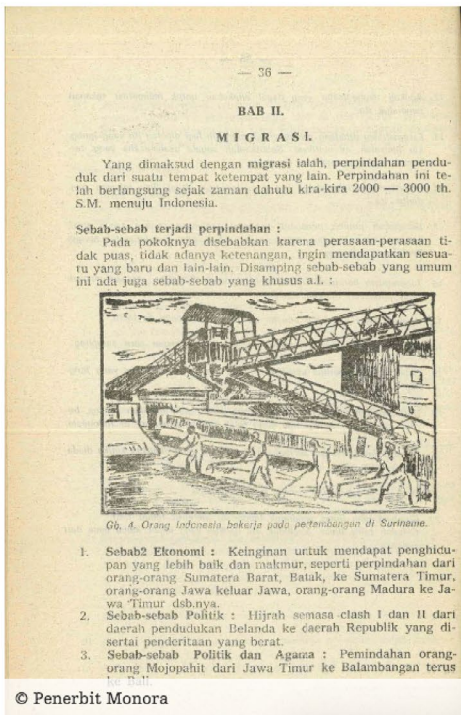 — 36 —
BAB II.
MIGRASI.
Yang dimaksud dengan migrasi ialah, perpindahan pendu-
duk dari suatu tempat ketempat yang lain. Perpindahan ini te-
lah berlangsung sejak zaman dahulu kira-kira 2000 — 3000 th.
S.M. menuju Indonesia.
Sebab-sebab terjadi perpindahan :
Pada pokoknya disebabkan karena perasaan-perasaan ti-
dak puas, tidak adanya ketenangan, ingin mendapatkan sesua-
tu yang baru dan lain-lain. Disamping sebab-sebab yang umum
ini ada juga sebab-sebab yang khusus a.l. :
Gb. 4. Orang Indonesia bekerja pada pertambangan di Suriname.
1. Sebab2 Ekonomi : Keinginan untuk mendapat penghidu-
pan yang lebih baik dan makmur, seperti perpindahan dari
orang-orang Sumatera Barat, Batak, ke Sumatera Timur,
orang-orang Jawa keluar Jawa, orang-orang Madura ke Ja-
wa Timur dsb.nya.
2. Sebab-sebab Politik : Hijrah semasa clash I dan II dari
daerah pendudukan Belanda ke daerah Republik yang di-
sertai penderitaan yang berat.
3. Sebab-sebab Politik dan Agama : Pemindahan orang-
orang Mojopahit dari Jawa Timur ke Balambangan terus
ke Bali.
© Penerbit Monora